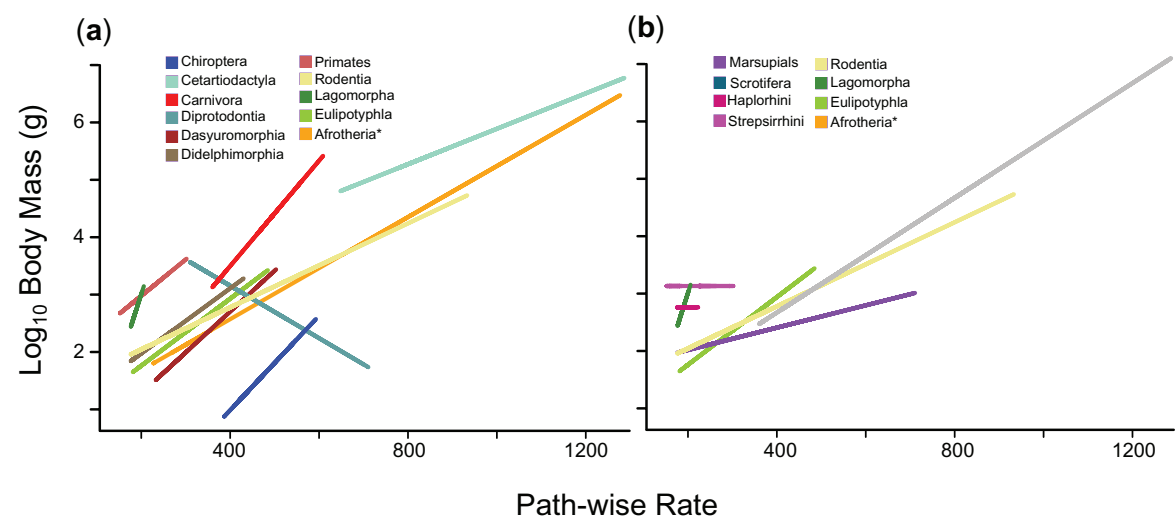 (a)
(b)
Chiroptera
Cetartiodactyla
Carnivora
Diprotodontia
Dasyuromorphia
Didelphimorphia
Primates
Rodentia
Lagomorpha
Eulipotyphla
Afrotheria*
Marsupials
Scrotifera
Haplorhini
Strepsirrhini
Rodentia
Lagomorpha
Eulipotyphla
Afrotheria*
Log10 Body Mass (g)
6
4
2
400
800
1200
400
800
1200
Path-wise Rate